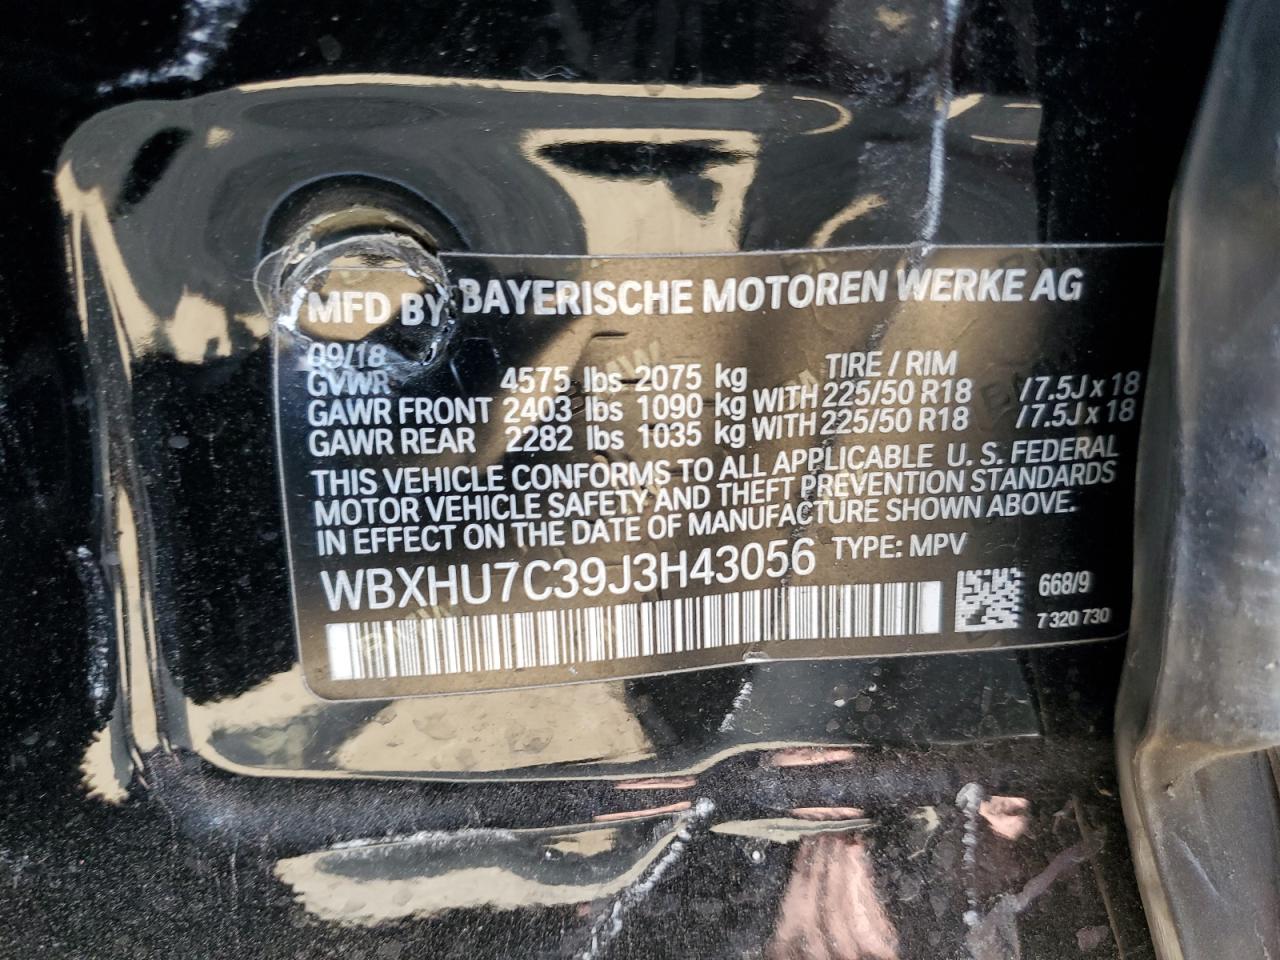 MFD BY BAYERISCHE MOTOREN WERKE AG
09/18 TIRE / RIM
GVWR 4575 lbs 2075 kg
GAWR FRONT 2403 lbs 1090 kg WITH 225/50 R18 /7.5J x 18
GAWR REAR 2282 lbs 1035 kg WITH 225/50 R18 /7.5J x 18
THIS VEHICLE CONFORMS TO ALL APPLICABLE U. S. FEDERAL
MOTOR VEHICLE SAFETY AND THEFT PREVENTION STANDARDS
IN EFFECT ON THE DATE OF MANUFACTURE SHOWN ABOVE.
WBXHU7C39J3H43056 TYPE: MPV
668/9
7 320 730